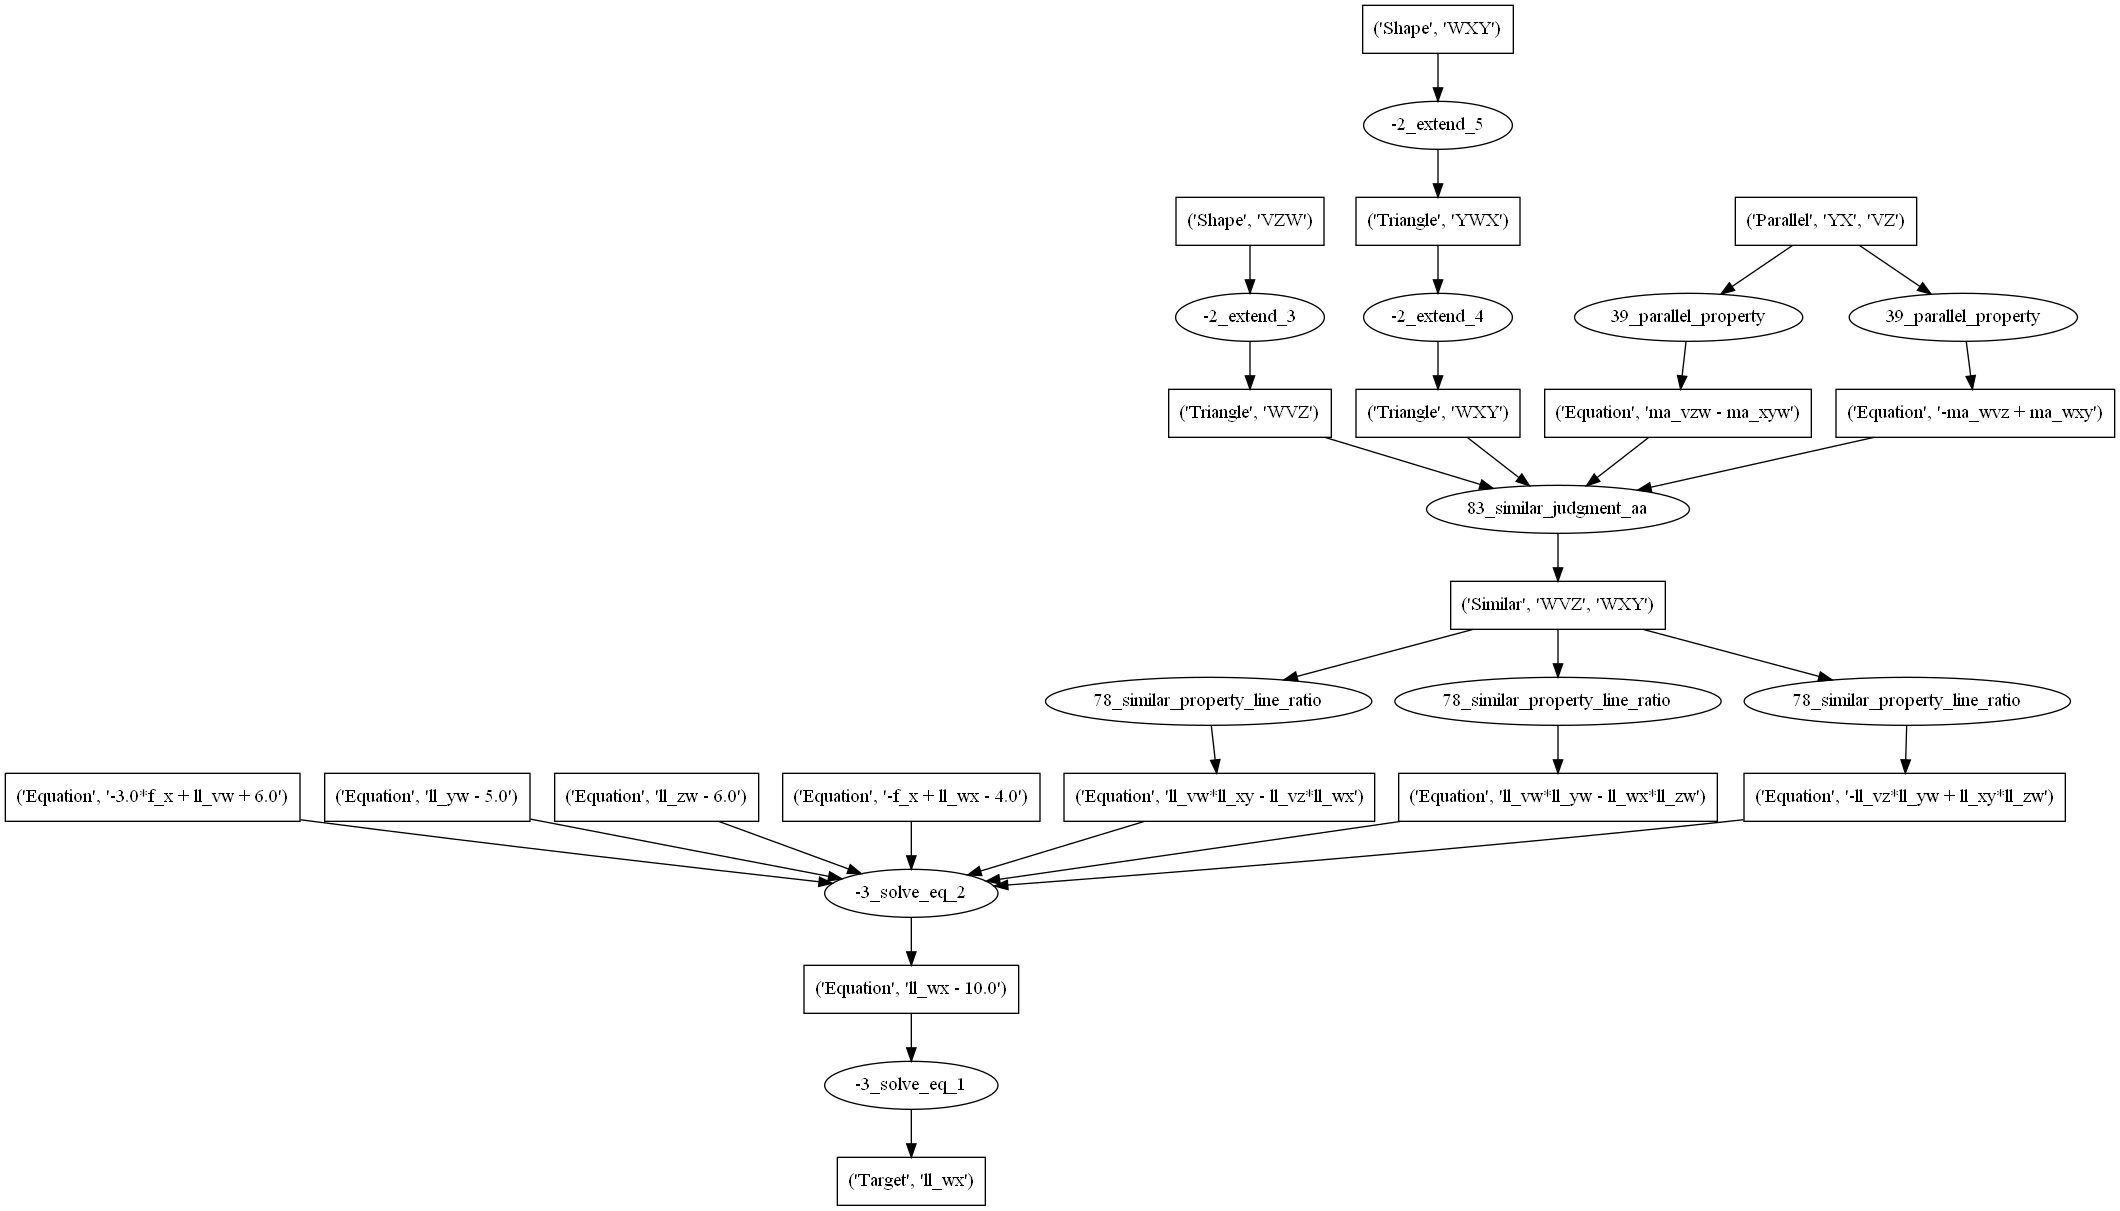 ('Shape', 'WXY')
-2_extend_5
('Shape', 'VZW')
('Triangle', 'YWX')
('Parallel', 'YX', 'VZ')
-2_extend_3
-2_extend_4
39_parallel_property
39_parallel_property
('Triangle', 'WVZ')
('Triangle', 'WXY')
('Equation', 'ma_vzw - ma_xyw')
('Equation', '-ma_wvz + ma_wxy')
83_similar_judgment_aa
('Similar', 'WVZ', 'WXY')
78_similar_property_line_ratio
78_similar_property_line_ratio
78_similar_property_line_ratio
('Equation', '-3.0*f_x + ll_vw + 6.0')
('Equation', 'll_yw - 5.0')
('Equation', 'll_zw - 6.0')
('Equation', '-f_x + ll_wx - 4.0')
('Equation', 'll_vw*ll_xy - ll_vz*ll_wx')
('Equation', 'll_vw*ll_yw - ll_wx*ll_zw')
('Equation', '-ll_vz*ll_yw + ll_xy*ll_zw')
-3_solve_eq_2
('Equation', 'll_wx - 10.0')
-3_solve_eq_1
('Target', 'll_wx')